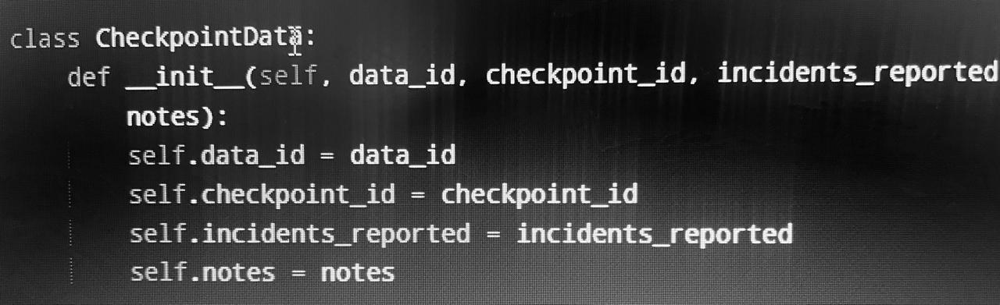 class CheckpointData:
def __init__(self, data_id, checkpoint_id, incidents_reported
notes):
self.data_id = data_id
self.checkpoint_id = checkpoint_id
self.incidents_reported = incidents_reported
self.notes = notes